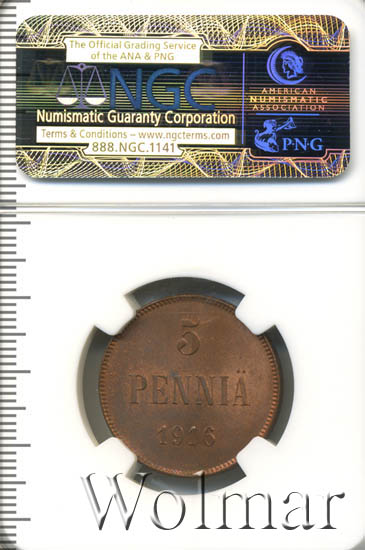 The Official Grading Service
of the ANA & PNG
NGC
Numismatic Guaranty Corporation
Terms & Conditions – www.ngcterms.com
888.NGC.1141
AMERICAN
NUMISMATIC
ASSOCIATION
P·N·G
5
PENNIÄ
1916
Wolmar